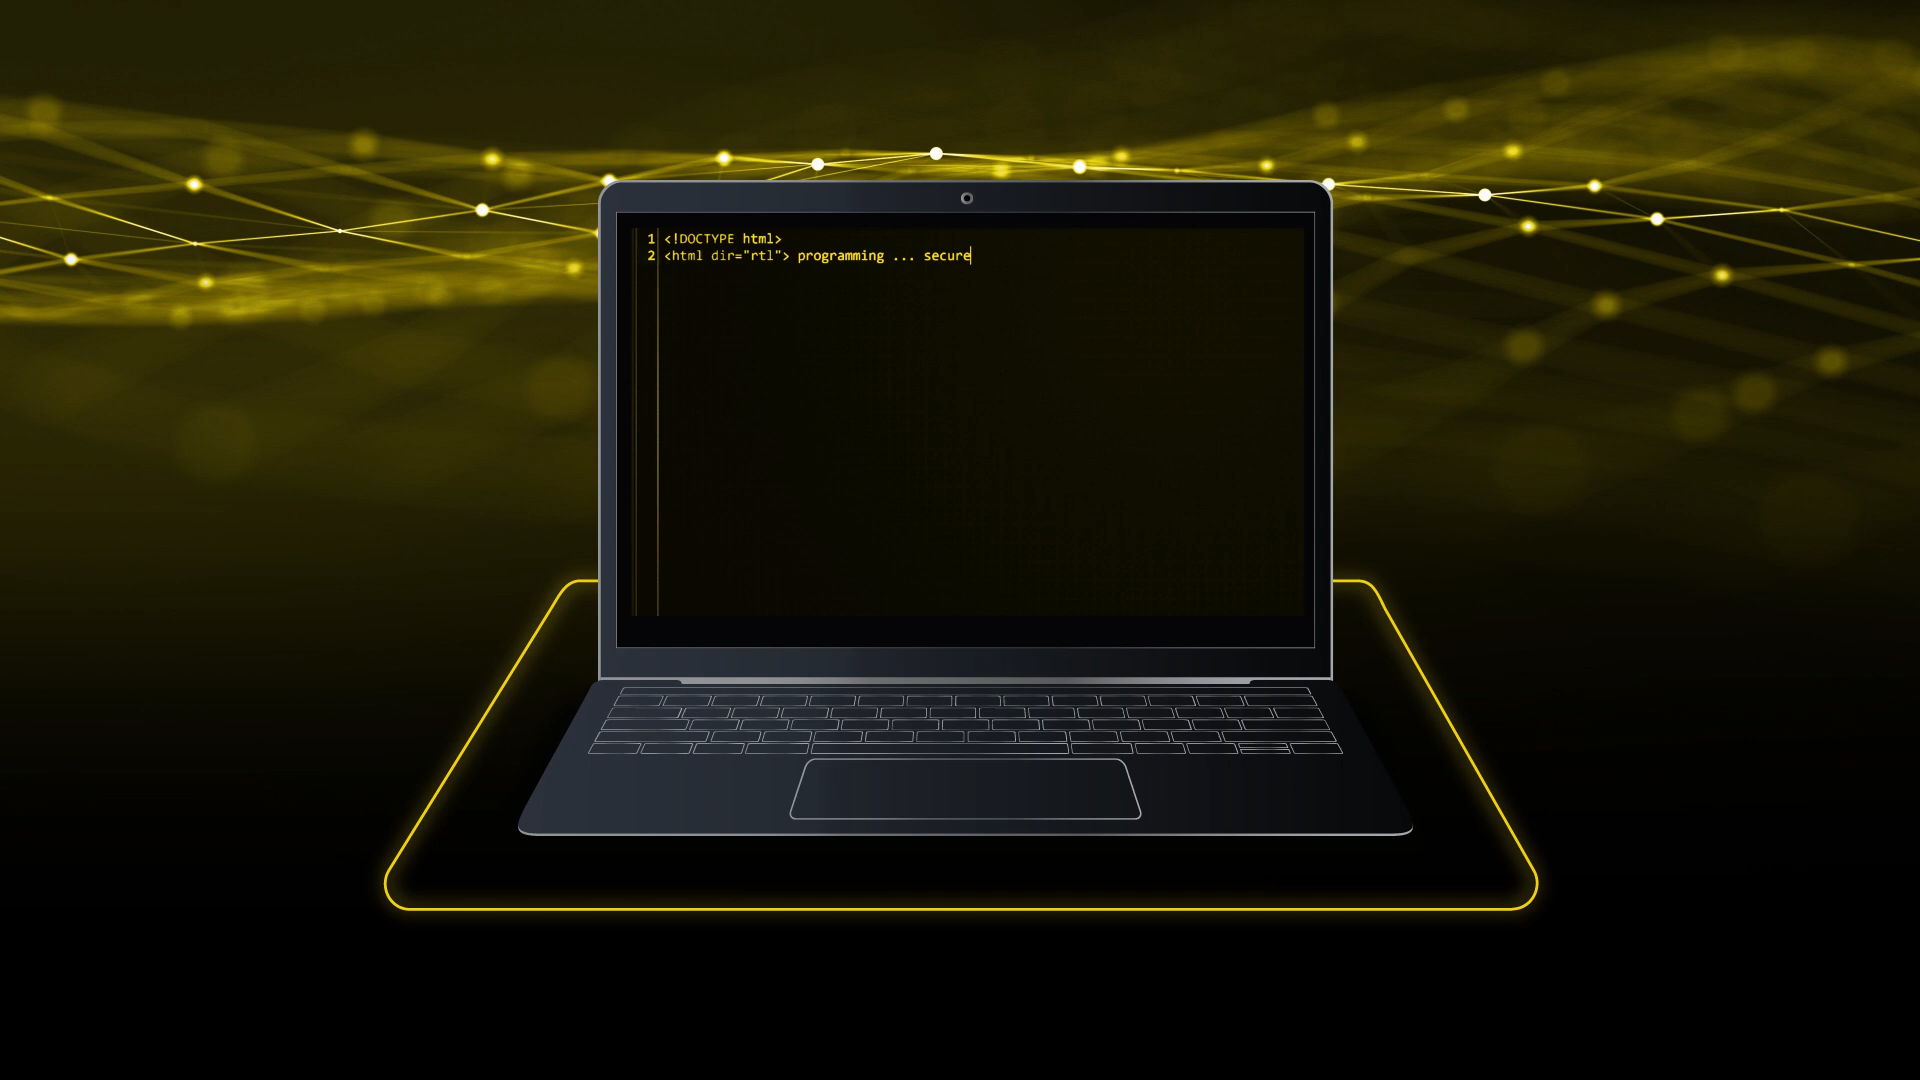 1 <!DOCTYPE html>
2 <html dir="rtl"> programming ... secure